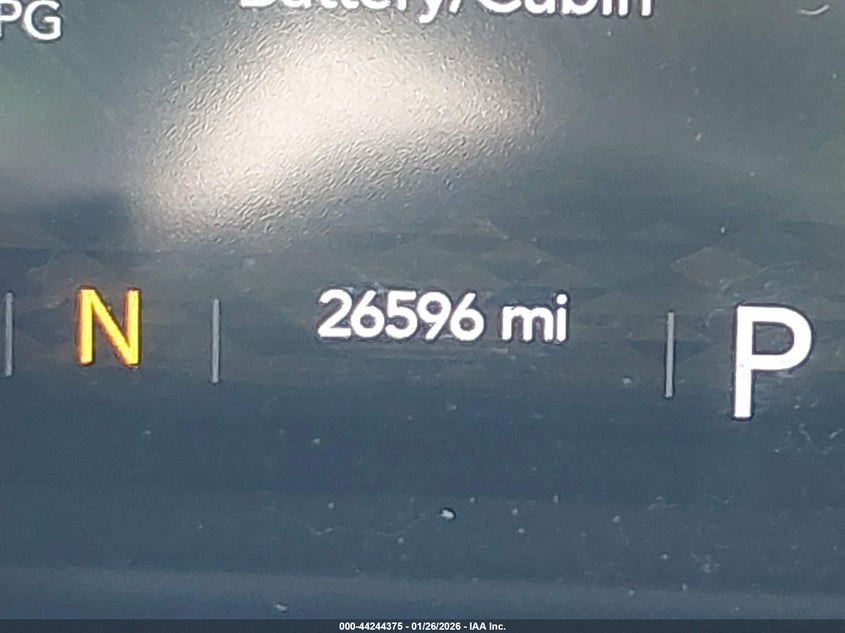 PG
Battery/Cabin
N
26596 mi
P
000-44244375 - 01/26/2026 - IAA Inc.